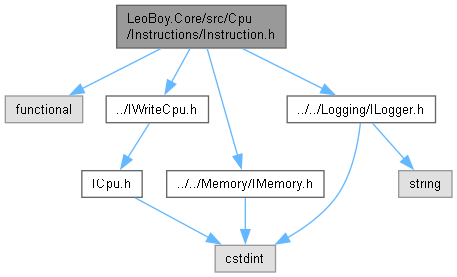 LeoBoy.Core/src/Cpu
/Instructions/Instruction.h
functional
../IWriteCpu.h
../../Logging/ILogger.h
ICpu.h
../../Memory/IMemory.h
string
cstdint